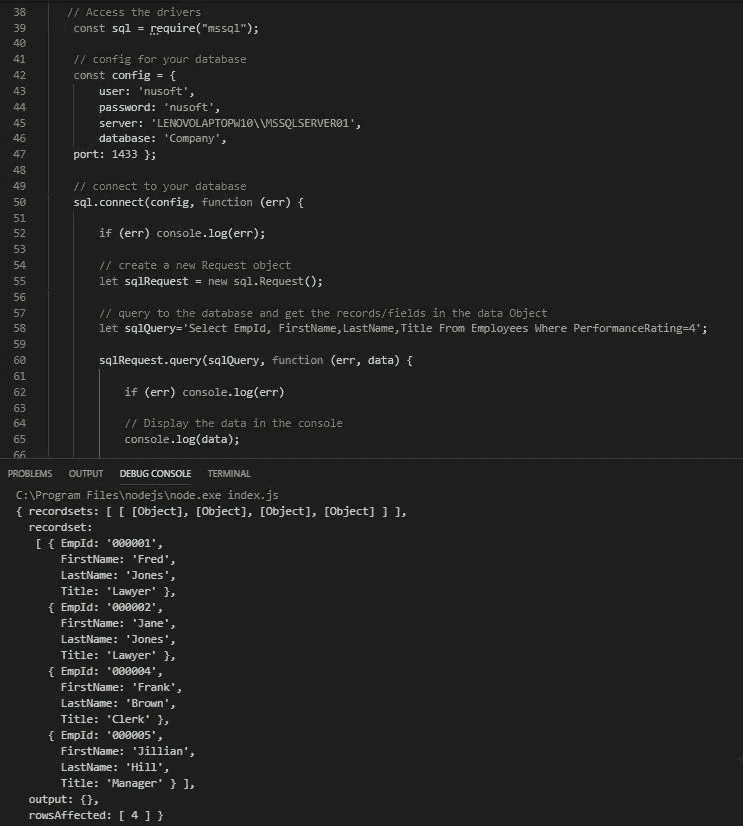 38 // Access the drivers
39 const sql = require("mssql");
40
41 // config for your database
42 const config = {
43 user: 'nusoft',
44 password: 'nusoft',
45 server: 'LENOVOLAPTOPW10\\MSSQLSERVER01',
46 database: 'Company',
47 port: 1433 };
48
49 // connect to your database
50 sql.connect(config, function (err) {
51
52 if (err) console.log(err);
53
54 // create a new Request object
55 let sqlRequest = new sql.Request();
56
57 // query to the database and get the records/fields in the data Object
58 let sqlQuery='Select EmpId, FirstName,LastName,Title From Employees Where PerformanceRating=4';
59
60 sqlRequest.query(sqlQuery, function (err, data) {
61
62 if (err) console.log(err)
63
64 // Display the data in the console
65 console.log(data);
66
PROBLEMS OUTPUT DEBUG CONSOLE TERMINAL
C:\Program Files\nodejs\node.exe index.js
{ recordsets: [ [ [Object], [Object], [Object], [Object] ] ],
recordset:
[ { EmpId: '000001',
FirstName: 'Fred',
LastName: 'Jones',
Title: 'Lawyer' },
{ EmpId: '000002',
FirstName: 'Jane',
LastName: 'Jones',
Title: 'Lawyer' },
{ EmpId: '000004',
FirstName: 'Frank',
LastName: 'Brown',
Title: 'Clerk' },
{ EmpId: '000005',
FirstName: 'Jillian',
LastName: 'Hill',
Title: 'Manager' } ],
output: {},
rowsAffected: [ 4 ] }